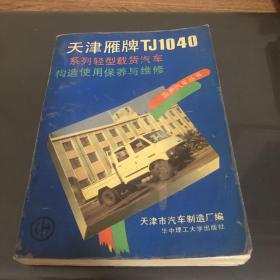 天津雁牌TJ1040
系列轻型载货汽车
构造使用保养与维修
天津市汽车制造厂编
华中理工大学出版社